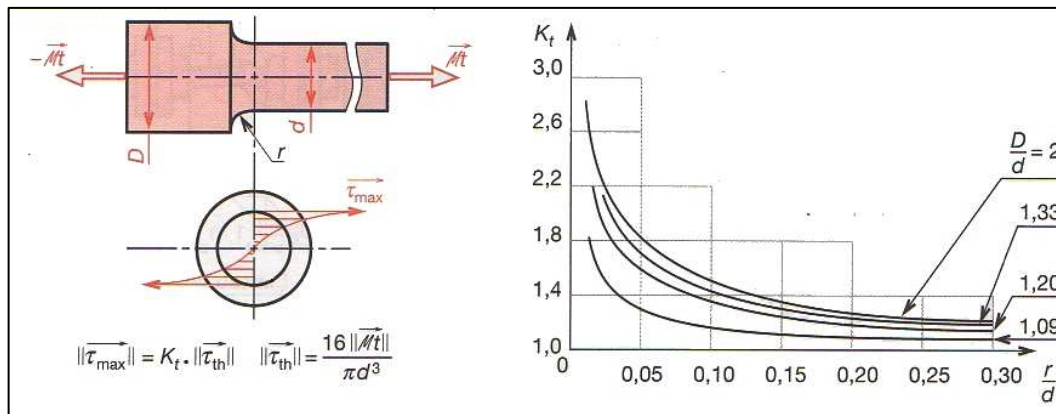 -𝓜t
𝓜t
D
d
r
τmax
||τmax|| = Kt . ||τth|| ||τth|| = 16 ||𝓜t|| / πd³
Kt
3,0
2,6
2,2
1,8
1,4
1,0
0
0,05
0,10
0,15
0,20
0,25
0,30
r/d
D/d = 2
1,33
1,20
1,09